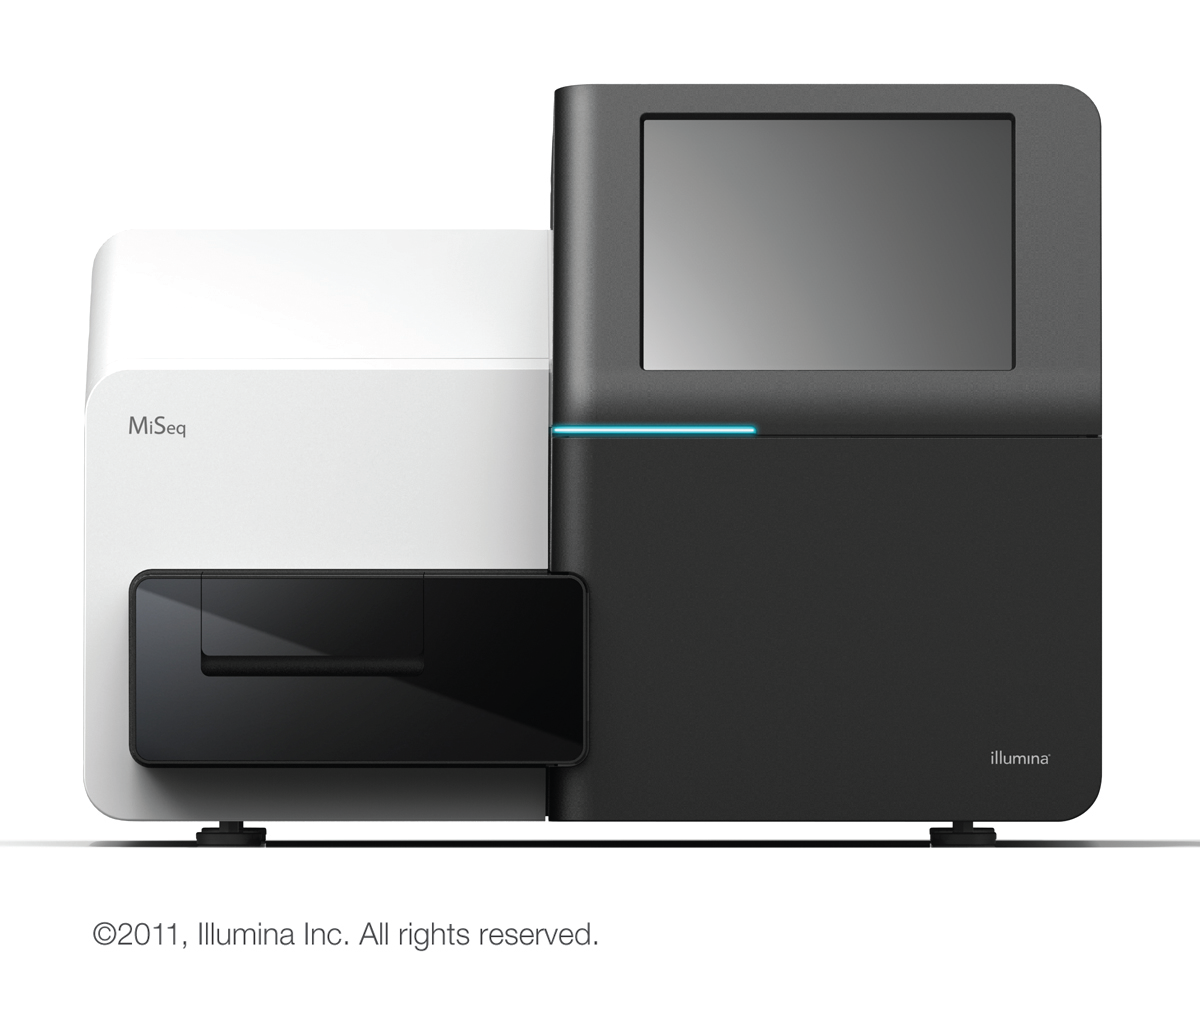 MiSeq
illumina
©2011, Illumina Inc. All rights reserved.